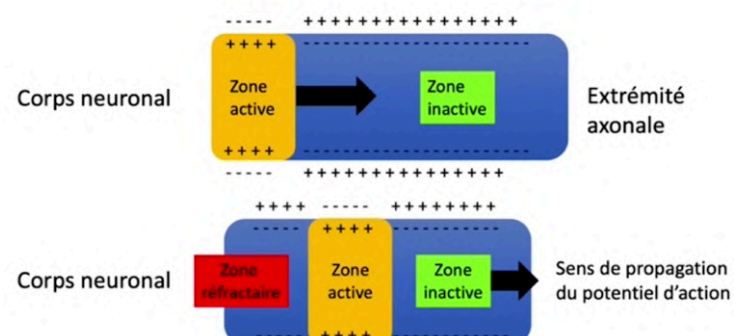 ----- +++++++++++++++
++++ ---------------------
Corps neuronal
Zone
active
Zone
inactive
Extrémité
axonale
++++ ---------------------
----- ++++++++++++++
++++ ----- ++++++++
----- ++++ -------------
Corps neuronal
Zone
réfractaire
Zone
active
Zone
inactive
Sens de propagation
du potentiel d'action
----- ++++ -------------